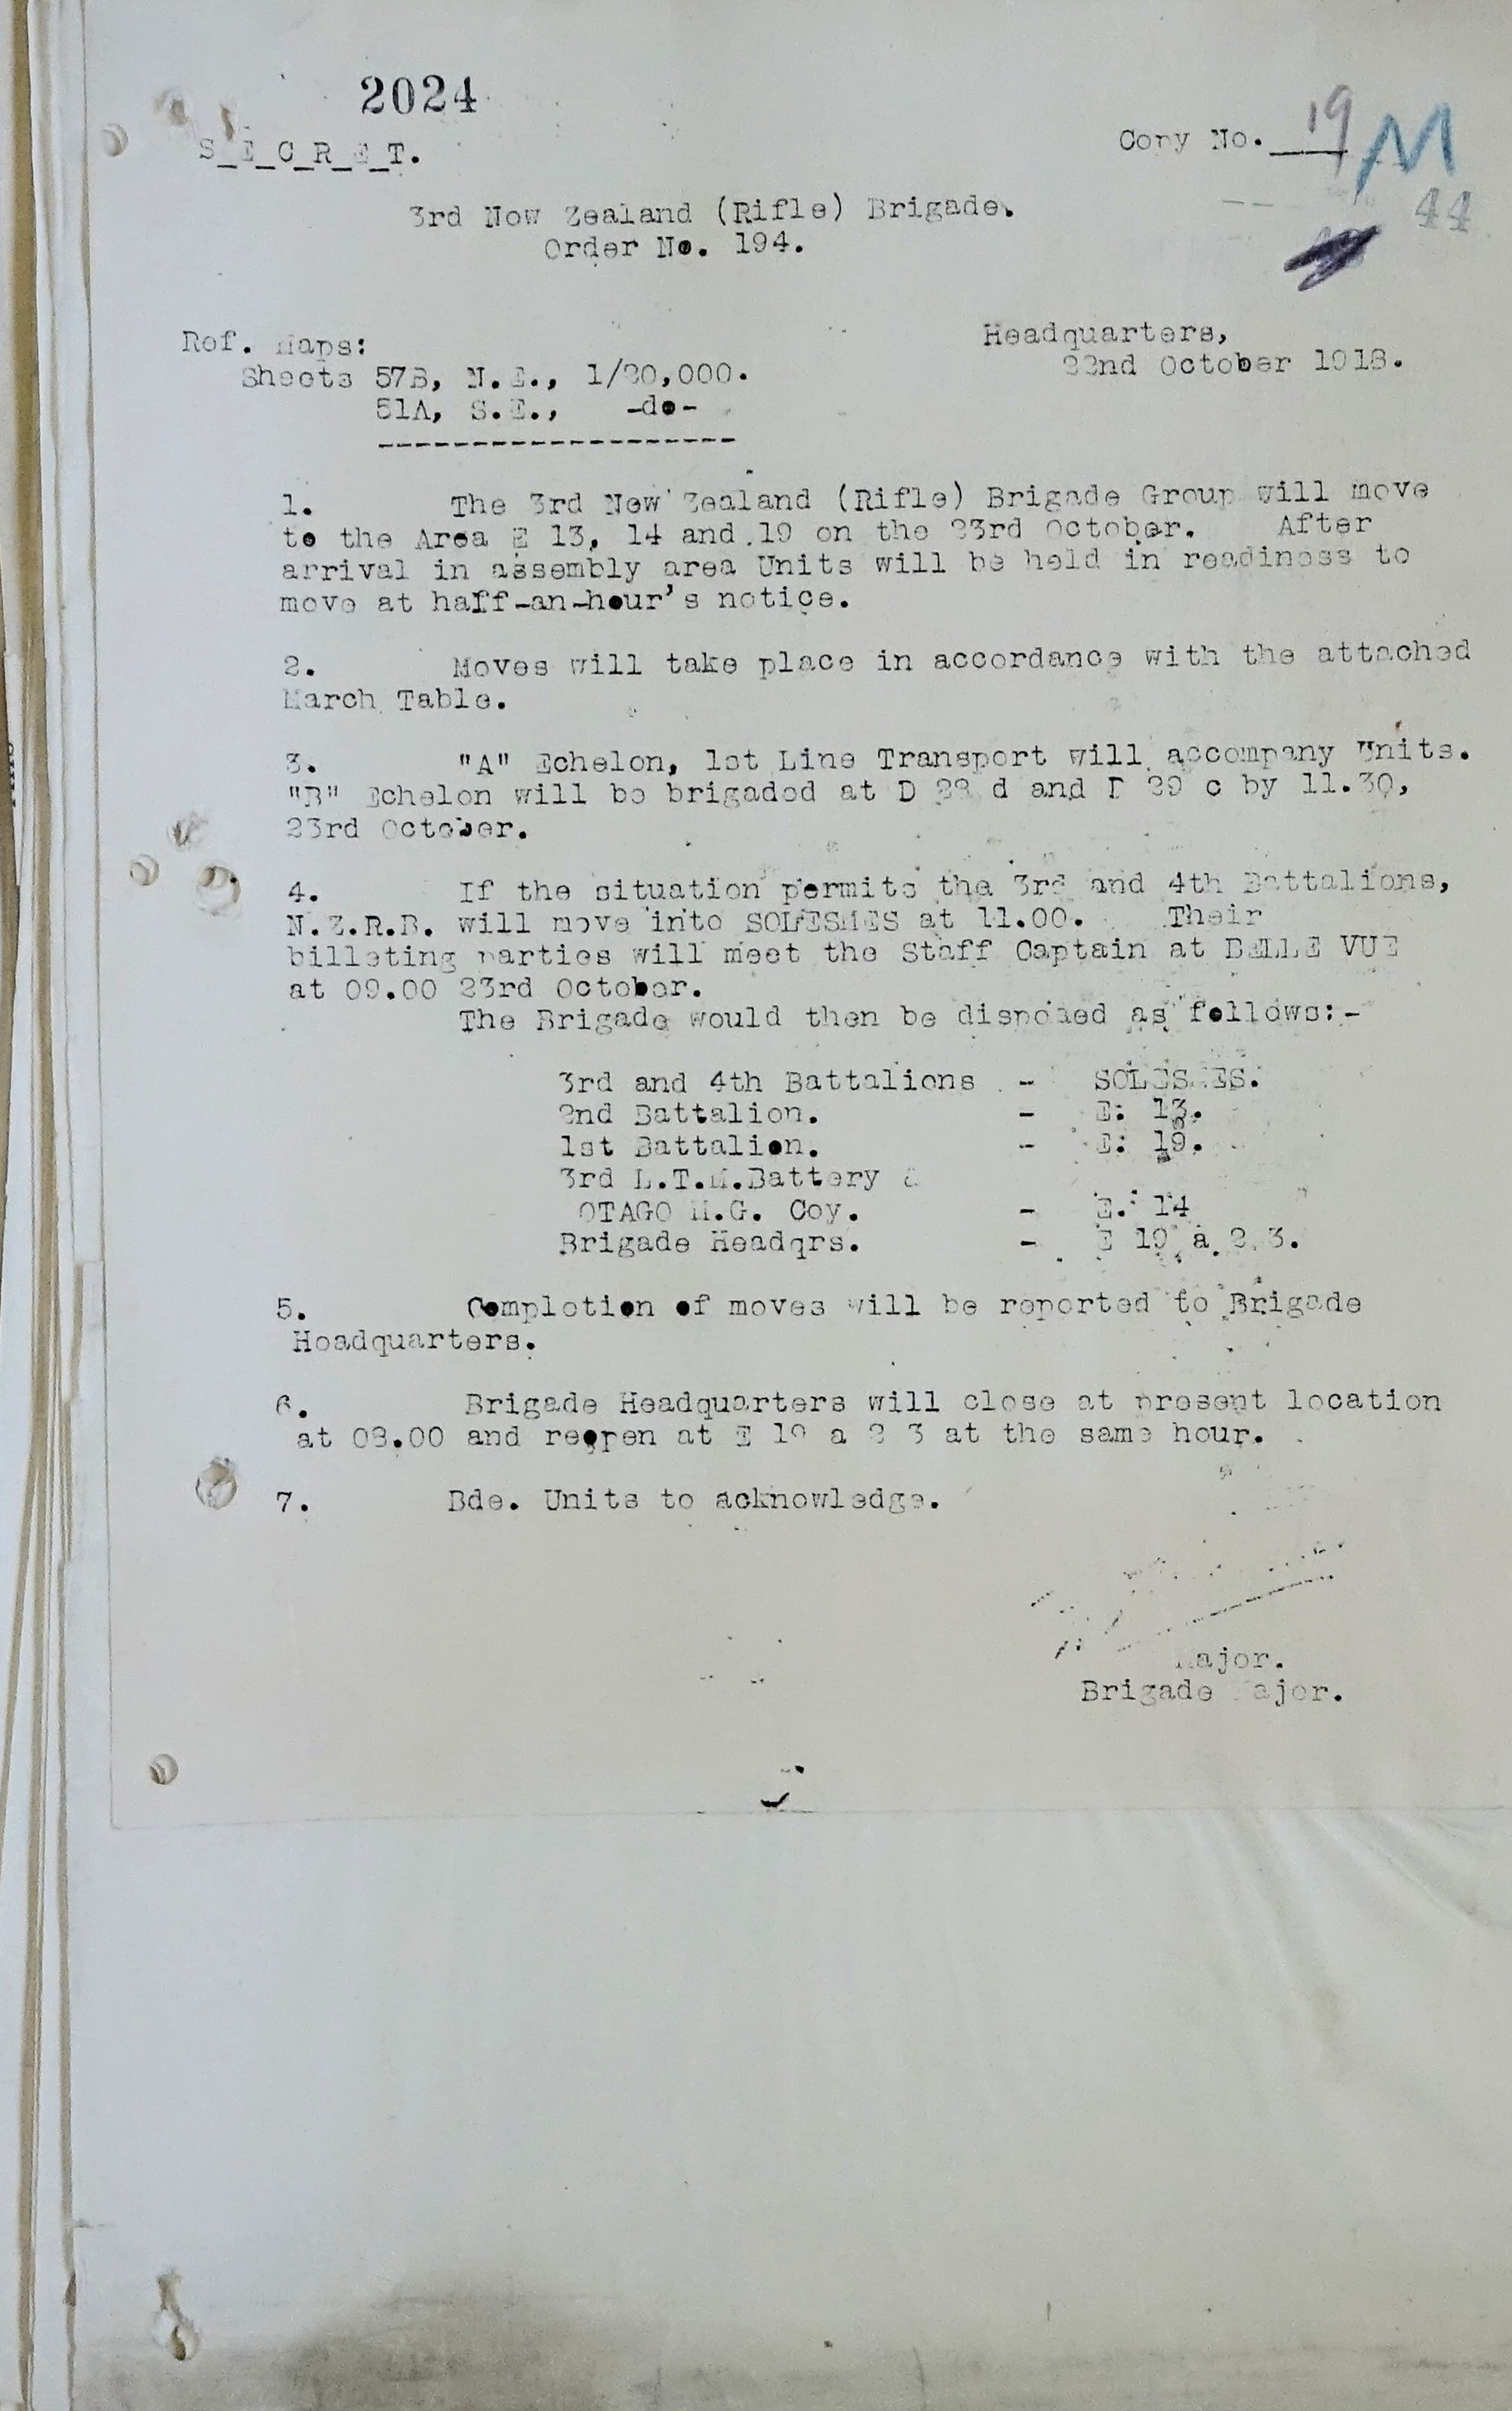 2024
S_E_C_R_E_T.
Copy No. 19
M
44
3rd New Zealand (Rifle) Brigade.
Order No. 194.
Ref. Maps:
Sheets 57B, N.E., 1/20,000.
51A, S.E., -do-
-------------------
Headquarters,
22nd October 1918.
1. The 3rd New Zealand (Rifle) Brigade Group will move
to the Area E 13, 14 and 19 on the 23rd October. After
arrival in assembly area Units will be held in readiness to
move at half-an-hour's notice.
2. Moves will take place in accordance with the attached
March Table.
3. "A" Echelon, 1st Line Transport will accompany Units.
"B" Echelon will be brigaded at D 28 d and D 29 c by 11.30,
23rd October.
4. If the situation permits the 3rd and 4th Battalions,
N.Z.R.B. will move into SOLESMES at 11.00. Their
billeting parties will meet the Staff Captain at BELLE VUE
at 09.00 23rd October.
The Brigade would then be disposed as follows:-
3rd and 4th Battalions - SOLESMES.
2nd Battalion. - E: 13.
1st Battalion. - E: 19.
3rd L.T.M.Battery &
OTAGO M.G. Coy. - E. 14
Brigade Headqrs. - E 19 a 2.3.
5. Completion of moves will be reported to Brigade
Headquarters.
6. Brigade Headquarters will close at present location
at 08.00 and reopen at E 19 a 2 3 at the same hour.
7. Bde. Units to acknowledge.
Major.
Brigade Major.